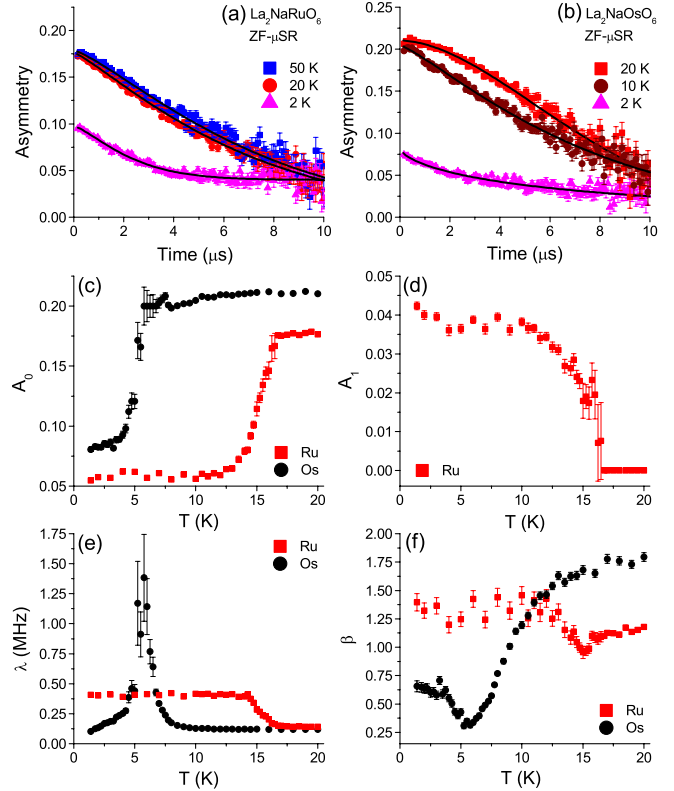 (a) La₂NaRuO₆
ZF-μSR
50 K
20 K
2 K
Asymmetry
0.00
0.05
0.10
0.15
0.20
0 2 4 6 8 10
Time (μs)
(b) La₂NaOsO₆
ZF-μSR
20 K
10 K
2 K
Asymmetry
0.00
0.05
0.10
0.15
0.20
0.25
0 2 4 6 8 10
Time (μs)
(c)
A₀
0.20
0.15
0.10
0.05
Ru
Os
0 5 10 15 20
T (K)
(d)
A₁
0.05
0.04
0.03
0.02
0.01
0.00
Ru
0 5 10 15 20
T (K)
(e)
λ (MHz)
1.75
1.50
1.25
1.00
0.75
0.50
0.25
0.00
Ru
Os
0 5 10 15 20
T (K)
(f)
β
2.00
1.75
1.50
1.25
1.00
0.75
0.50
0.25
Ru
Os
0 5 10 15 20
T (K)